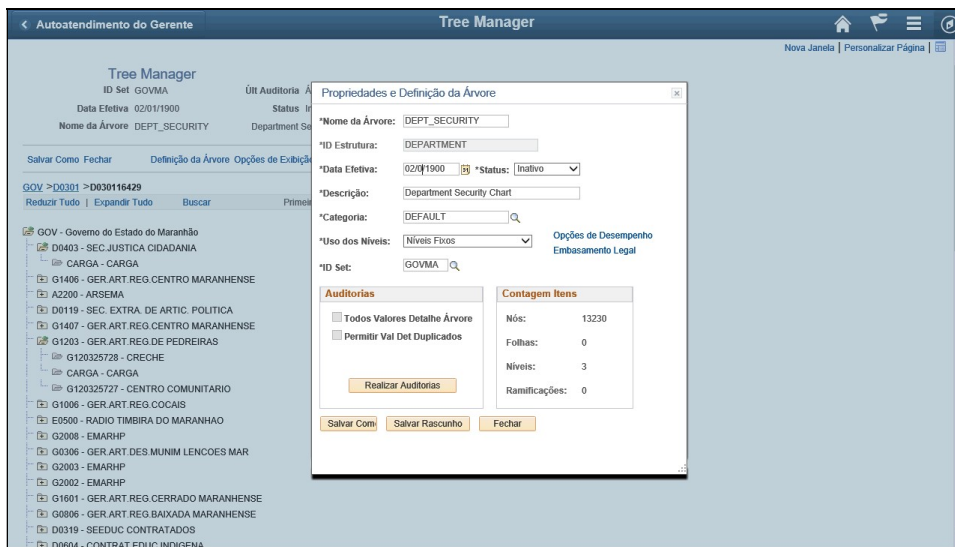 Autoatendimento do Gerente
Tree Manager
Nova Janela | Personalizar Página |
Tree Manager
ID Set GOVMA Últ Auditoria
Data Efetiva 02/01/1900 Status
Nome da Árvore DEPT_SECURITY Department
Salvar Como Fechar Definição da Árvore Opções de Exibição
GOV >D0301 >D030116429
Reduzir Tudo | Expandir Tudo Buscar
GOV - Governo do Estado do Maranhão
D0403 - SEC.JUSTICA CIDADANIA
CARGA - CARGA
G1406 - GER.ART.REG.CENTRO MARANHENSE
A2200 - ARSEMA
D0119 - SEC. EXTRA. DE ARTIC. POLITICA
G1407 - GER.ART.REG.CENTRO MARANHENSE
G1203 - GER.ART.REG.DE PEDREIRAS
G120325728 - CRECHE
CARGA - CARGA
G120325727 - CENTRO COMUNITARIO
G1006 - GER.ART.REG.COCAIS
E0500 - RADIO TIMBIRA DO MARANHAO
G2008 - EMARHP
G0306 - GER.ART.DES.MUNIM LENCOES MAR
G2003 - EMARHP
G2002 - EMARHP
G1601 - GER.ART.REG.CERRADO MARANHENSE
G0806 - GER.ART.REG.BAIXADA MARANHENSE
D0319 - SEEDUC CONTRATADOS
D0604 - CONTRAT.EDUC.INDIGENA
Propriedades e Definição da Árvore
*Nome da Árvore: DEPT_SECURITY
*ID Estrutura: DEPARTMENT
*Data Efetiva: 02/01/1900 *Status: Inativo
*Descrição: Department Security Chart
*Categoria: DEFAULT
*Uso dos Níveis: Níveis Fixos
Opções de Desempenho
Embasamento Legal
*ID Set: GOVMA
Auditorias
Todos Valores Detalhe Árvore
Permitir Val Det Duplicados
Realizar Auditorias
Contagem Itens
Nós: 13230
Folhas: 0
Níveis: 3
Ramificações: 0
Salvar Com Salvar Rascunho Fechar